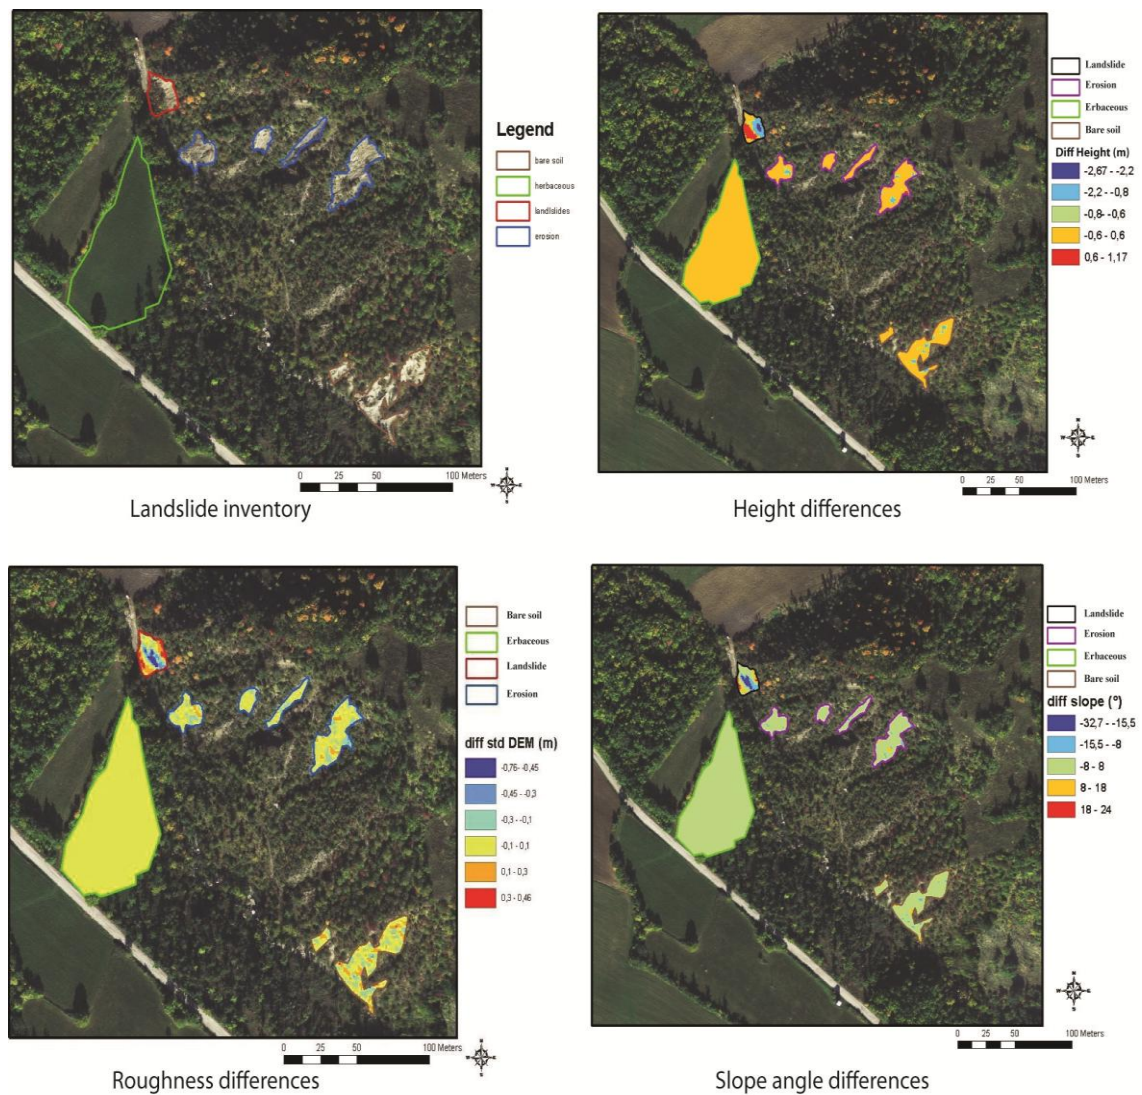 Legend
bare soil
herbaceous
landlsides
erosion
0 25 50 100 Meters
N
W E
S
Landslide inventory
Landslide
Erosion
Erbaceous
Bare soil
Diff Height (m)
-2,67 - -2,2
-2,2 - -0,8
-0,8- -0,6
-0,6 - 0,6
0,6 - 1,17
N
W E
S
0 25 50 100 Meters
Height differences
Bare soil
Erbaceous
Landslide
Erosion
diff std DEM (m)
-0,75- -0,45
-0,45 - -0,3
-0,3 - -0,1
-0,1 - 0,1
0,1 - 0,3
0,3 - 0,46
0 25 50 100 Meters
N
W E
S
Roughness differences
Landslide
Erosion
Erbaceous
Bare soil
diff slope (°)
-32,7 - -15,5
-15,5 - -8
-8 - 8
8 - 18
18 - 24
N
W E
S
0 25 50 100 Meters
Slope angle differences